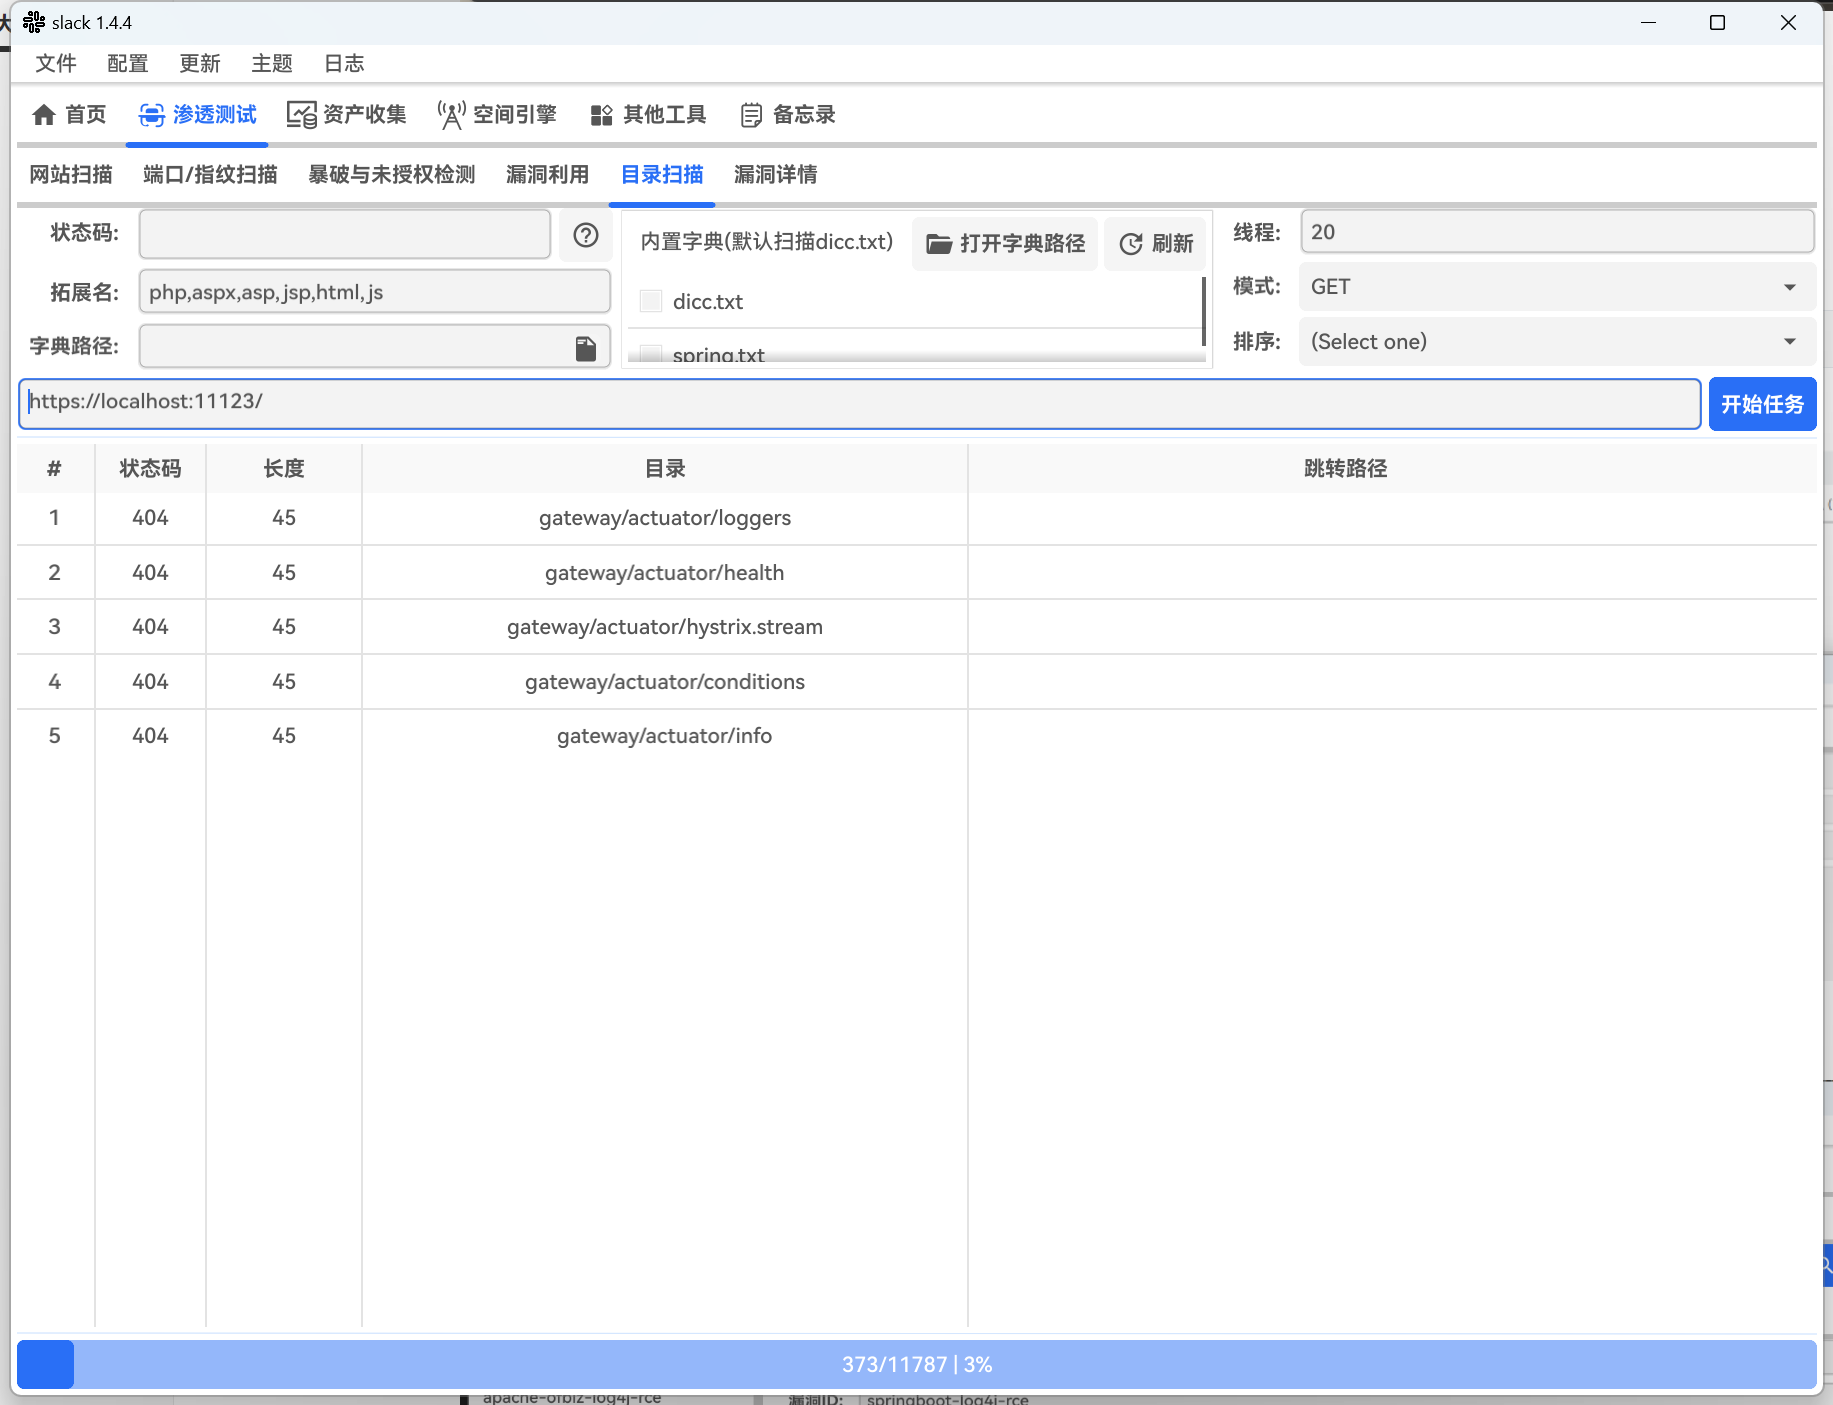 slack 1.4.4
文件 配置 更新 主题 日志
首页 渗透测试 资产收集 空间引擎 其他工具 备忘录
网站扫描 端口/指纹扫描 暴破与未授权检测 漏洞利用 目录扫描 漏洞详情
状态码:
拓展名: php,aspx,asp,jsp,html,js
字典路径:
内置字典(默认扫描dicc.txt) 打开字典路径 刷新
dicc.txt
spring.txt
线程: 20
模式: GET
排序: (Select one)
https://localhost:11123/ 开始任务
# 状态码 长度 目录 跳转路径
1 404 45 gateway/actuator/loggers
2 404 45 gateway/actuator/health
3 404 45 gateway/actuator/hystrix.stream
4 404 45 gateway/actuator/conditions
5 404 45 gateway/actuator/info
373/11787 | 3%
apache-ofbiz-log4j-rce 漏洞ID: springboot-log4j-rce